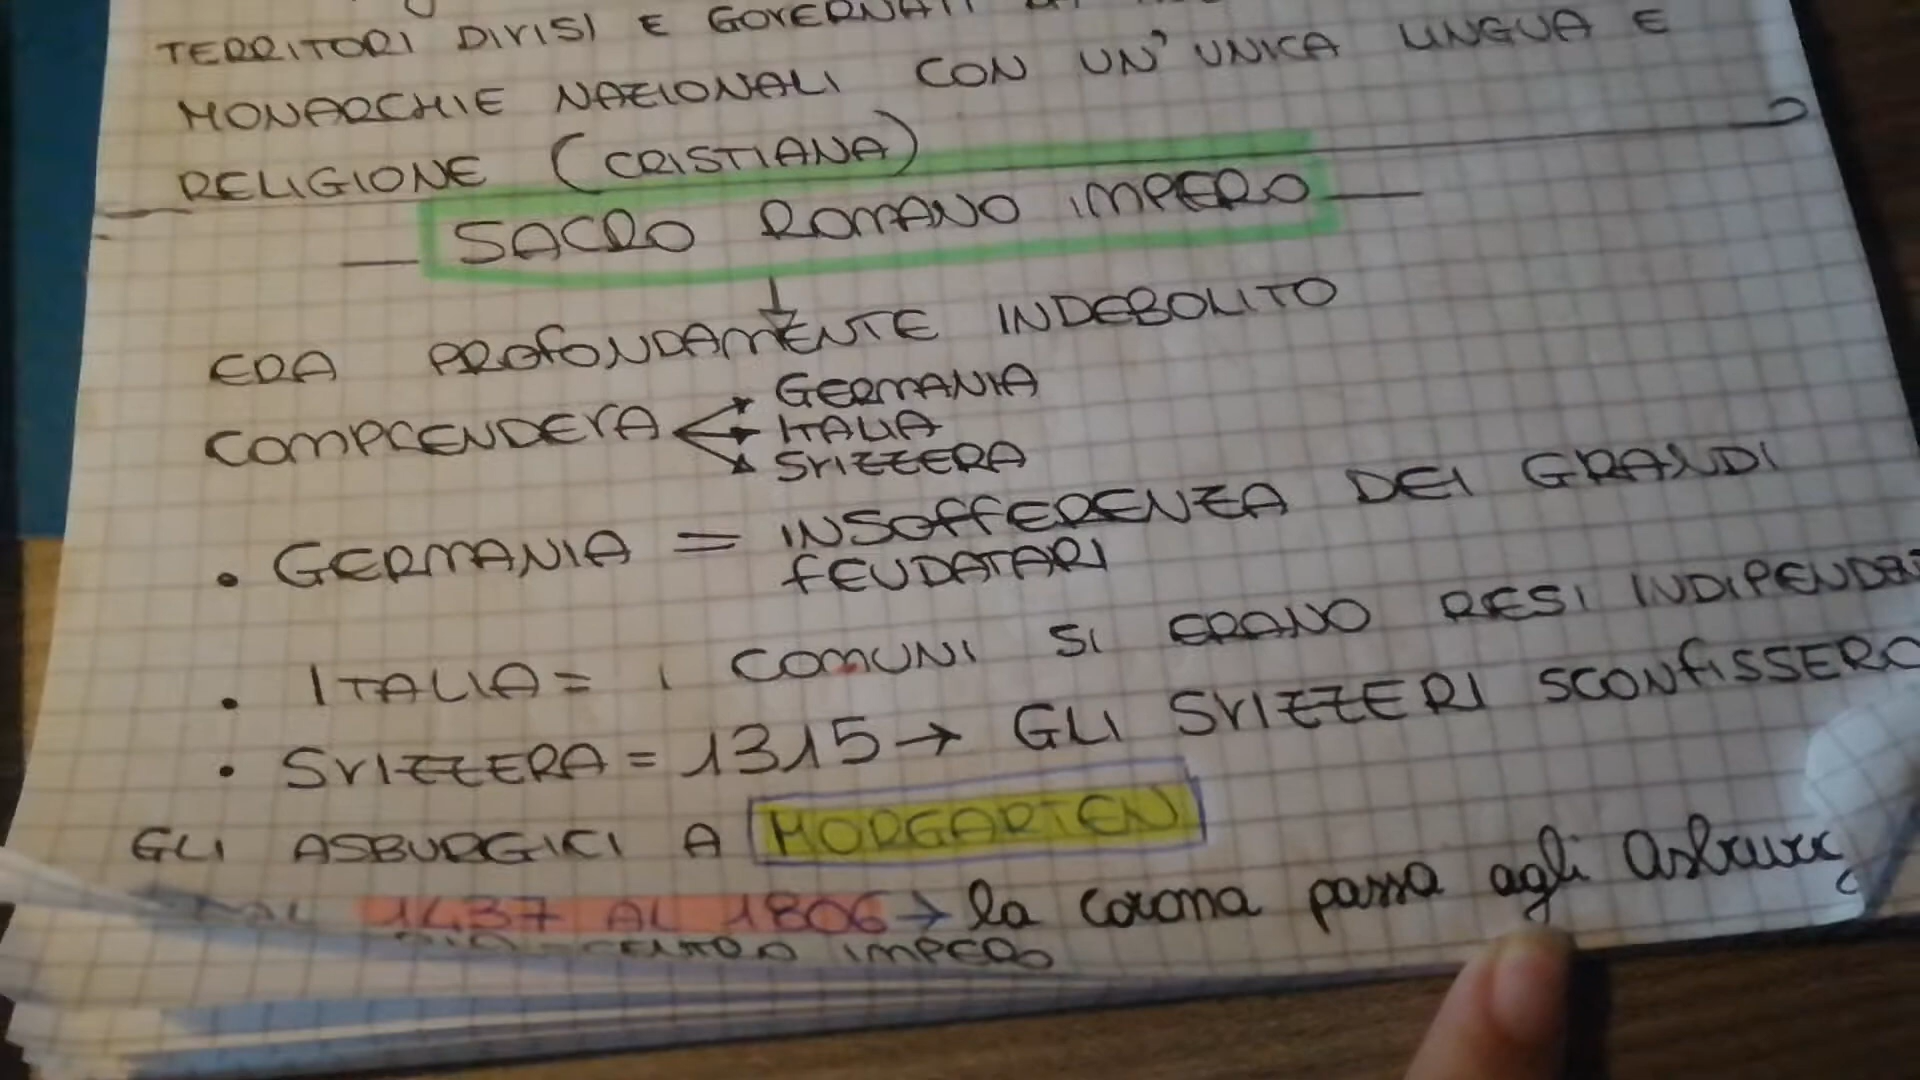 TERRITORI DIVISI E GOVERNATI
MONARCHIE NAZIONALI CON UN'UNICA LINGUA E
RELIGIONE (CRISTIANA)
SACRO ROMANO IMPERO
ERA PROFONDAMENTE INDEBOLITO
COMPRENDEVA
GERMANIA
ITALIA
SVIZZERA
• GERMANIA = INSOFFERENZA DEI GRANDI
FEUDATARI
• ITALIA = I COMUNI SI ERANO RESI
• SVIZZERA = 1315 → GLI SVIZZERI SCONFISSERO
GLI ASBURGICI A MORGARTEN
DAL 1437 AL 1806 → la corona passa agli
IMPERO